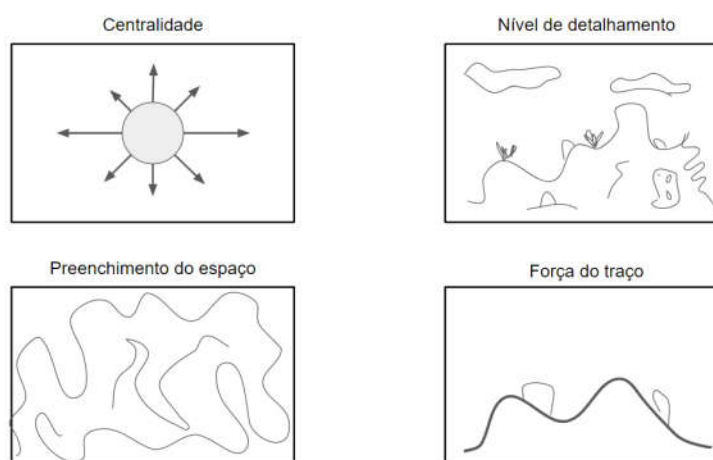 Centralidade
Nível de detalhamento
Preenchimento do espaço
Força do traço